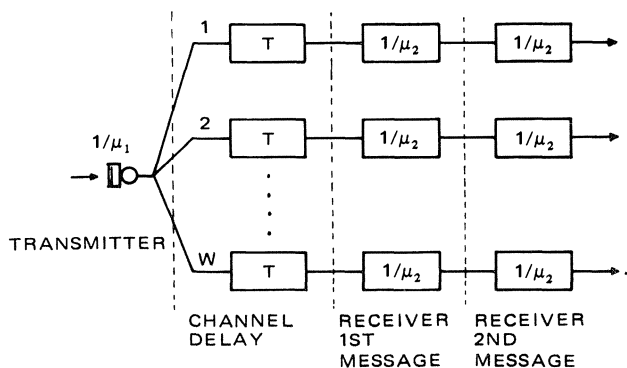 1
T
1/μ₂
1/μ₂
2
T
1/μ₂
1/μ₂
1/μ₁
TRANSMITTER
W
T
1/μ₂
1/μ₂
CHANNEL
DELAY
RECEIVER
1ST
MESSAGE
RECEIVER
2ND
MESSAGE